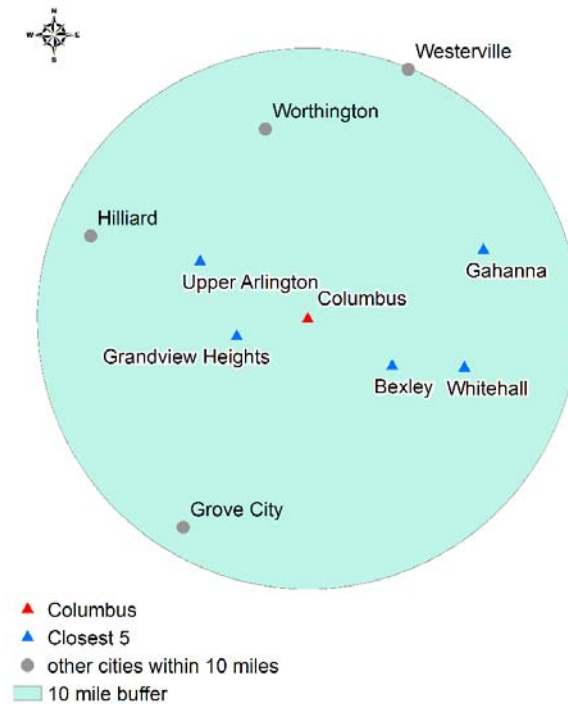 N
W E
S
Westerville
Worthington
Hilliard
Gahanna
Upper Arlington
Columbus
Grandview Heights
Bexley
Whitehall
Grove City
Columbus
Closest 5
other cities within 10 miles
10 mile buffer